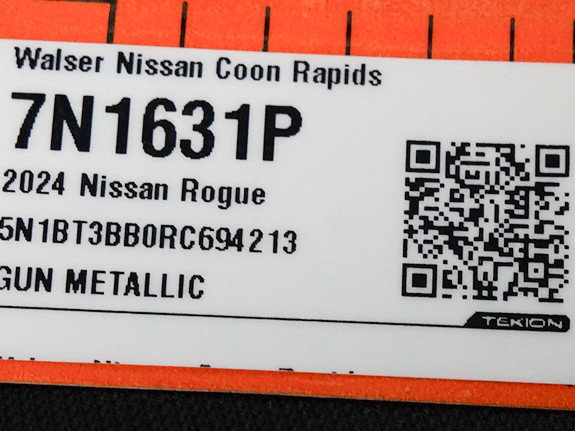 Walser Nissan Coon Rapids
7N1631P
2024 Nissan Rogue
5N1BT3BB0RC694213
GUN METALLIC
TEKION